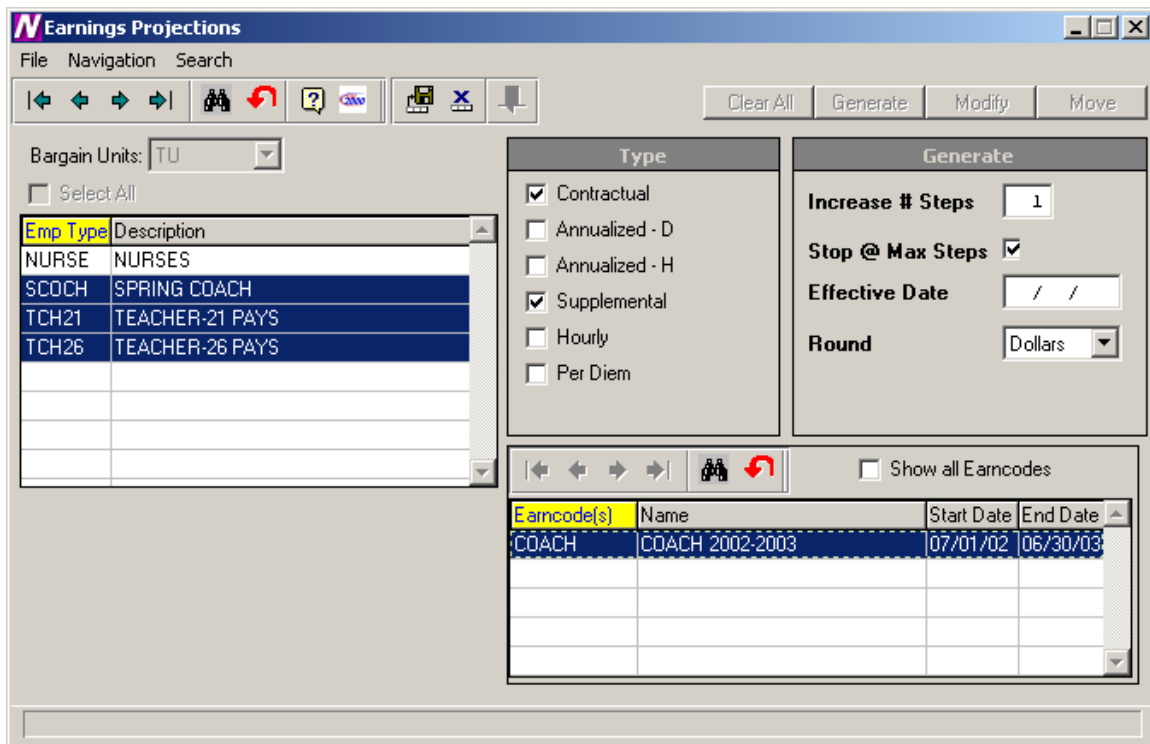 Earnings Projections
File Navigation Search
Clear All Generate Modify Move
Bargain Units: TU
Select All
Emp Type Description
NURSE NURSES
SCOCH SPRING COACH
TCH21 TEACHER-21 PAYS
TCH26 TEACHER-26 PAYS
Type
Contractual
Annualized - D
Annualized - H
Supplemental
Hourly
Per Diem
Generate
Increase # Steps 1
Stop @ Max Steps
Effective Date / /
Round Dollars
Show all Earncodes
Earncode(s) Name Start Date End Date
COACH COACH 2002-2003 07/01/02 06/30/03